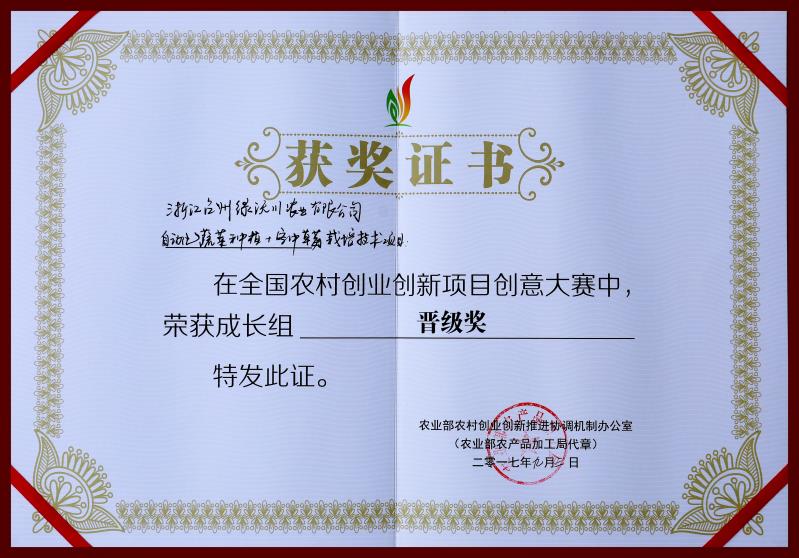 获奖证书
浙江台州绿沃川农业有限公司
自动化蔬菜种植+空中草莓栽培技术项目
在全国农村创业创新项目创意大赛中，
荣获成长组 晋级奖
特发此证。
农业部农村创业创新推进协调机制办公室
（农业部农产品加工局代章）
二〇一七年九月 日